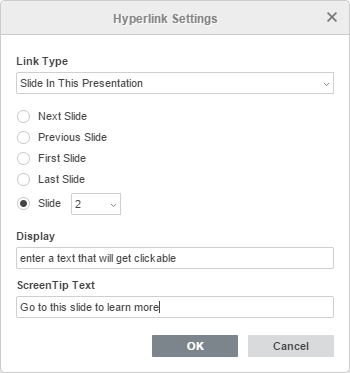 Hyperlink Settings
Link Type
Slide In This Presentation
Next Slide
Previous Slide
First Slide
Last Slide
Slide 2
Display
enter a text that will get clickable
ScreenTip Text
Go to this slide to learn more
OK Cancel